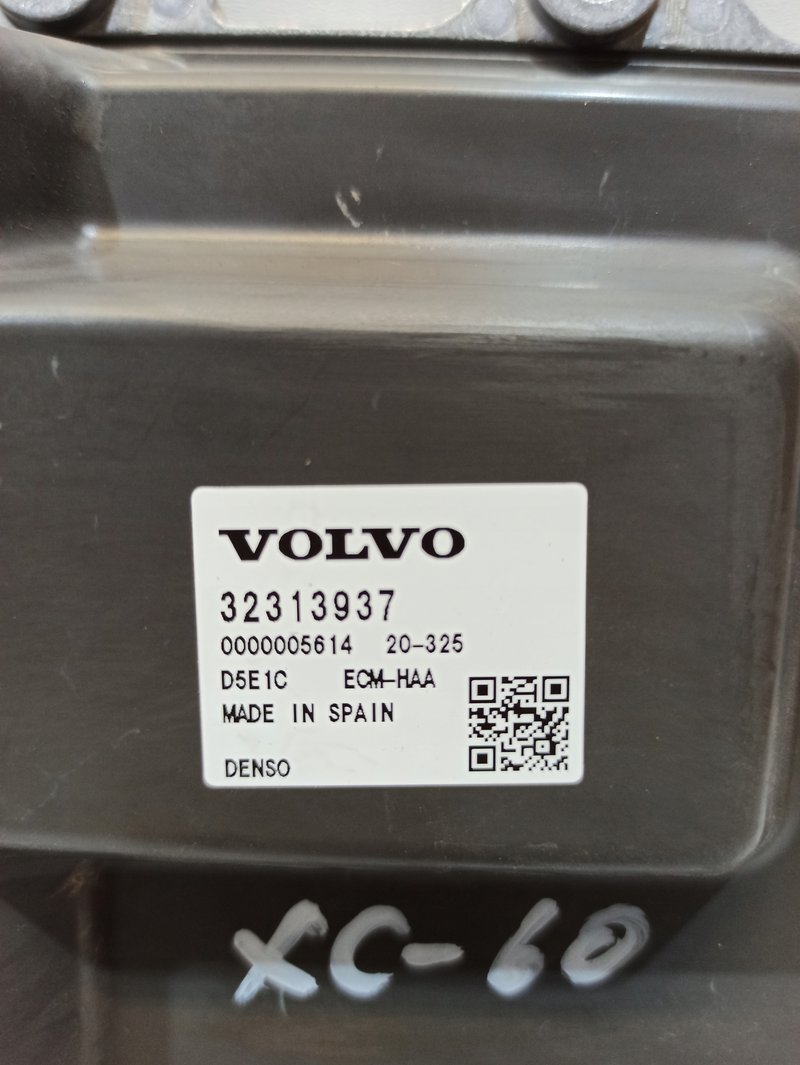 VOLVO
32313937
0000005614 20-325
D5E1C ECM-HAA
MADE IN SPAIN
DENSO
XC-60